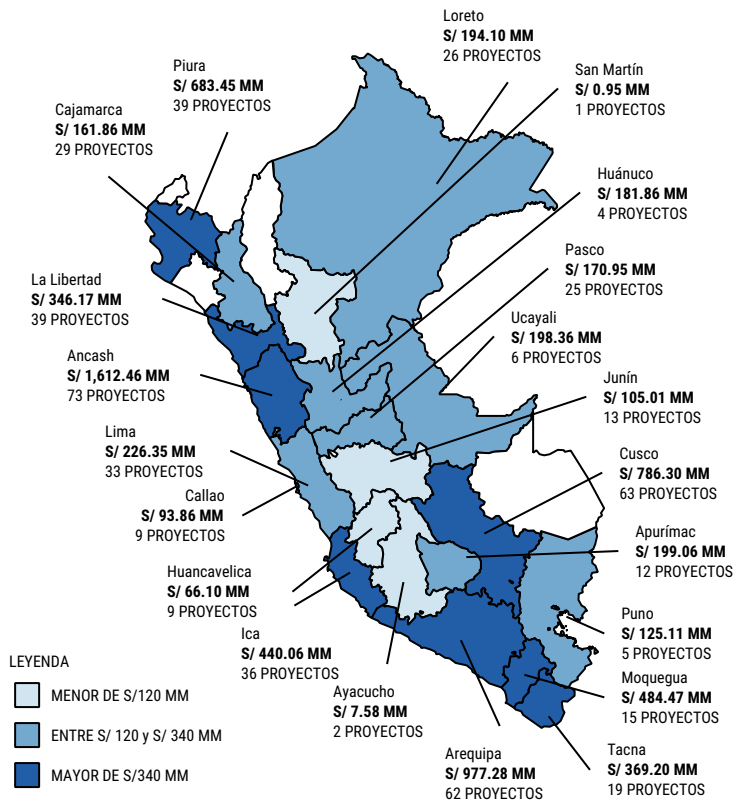 Loreto
S/ 194.10 MM
26 PROYECTOS
Piura
S/ 683.45 MM
39 PROYECTOS
San Martín
S/ 0.95 MM
1 PROYECTOS
Cajamarca
S/ 161.86 MM
29 PROYECTOS
Huánuco
S/ 181.86 MM
4 PROYECTOS
Pasco
S/ 170.95 MM
25 PROYECTOS
La Libertad
S/ 346.17 MM
39 PROYECTOS
Ucayali
S/ 198.36 MM
6 PROYECTOS
Ancash
S/ 1,612.46 MM
73 PROYECTOS
Junín
S/ 105.01 MM
13 PROYECTOS
Lima
S/ 226.35 MM
33 PROYECTOS
Cusco
S/ 786.30 MM
63 PROYECTOS
Callao
S/ 93.86 MM
9 PROYECTOS
Apurímac
S/ 199.06 MM
12 PROYECTOS
Huancavelica
S/ 66.10 MM
9 PROYECTOS
Puno
S/ 125.11 MM
5 PROYECTOS
Ica
S/ 440.06 MM
36 PROYECTOS
Moquegua
S/ 484.47 MM
15 PROYECTOS
Ayacucho
S/ 7.58 MM
2 PROYECTOS
Arequipa
S/ 977.28 MM
62 PROYECTOS
Tacna
S/ 369.20 MM
19 PROYECTOS
LEYENDA
MENOR DE S/120 MM
ENTRE S/ 120 y S/ 340 MM
MAYOR DE S/340 MM